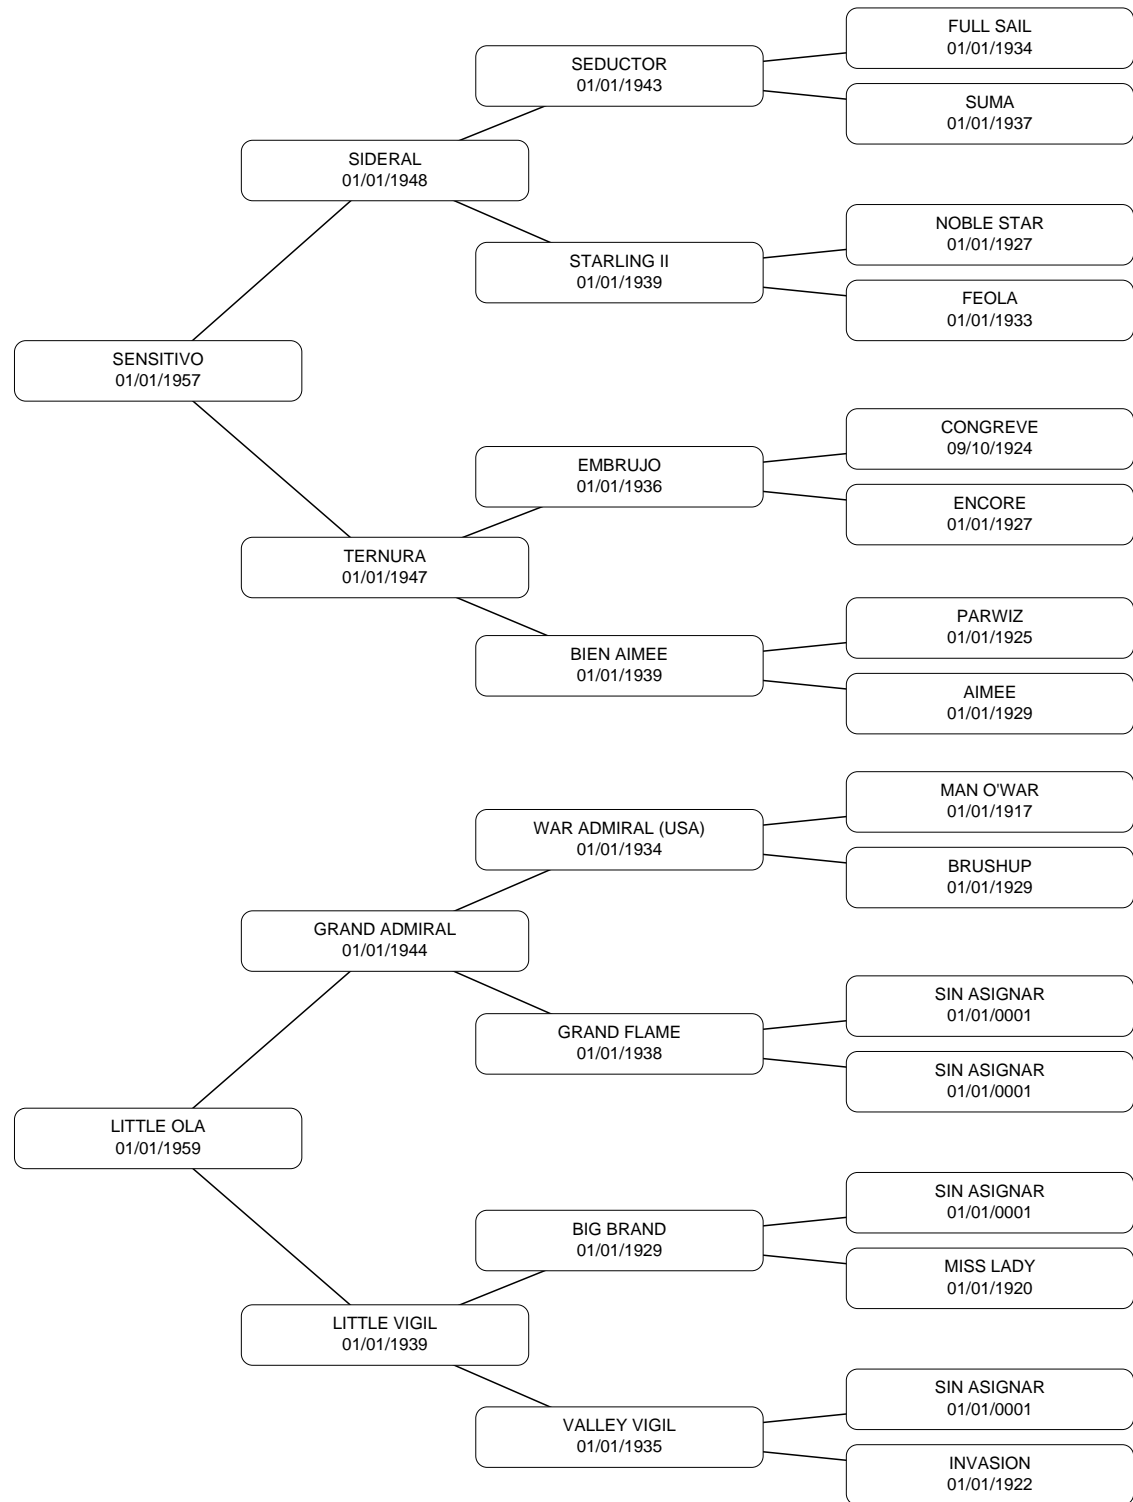 FULL SAIL
01/01/1934
SEDUCTOR
01/01/1943
SUMA
01/01/1937
SIDERAL
01/01/1948
NOBLE STAR
01/01/1927
STARLING II
01/01/1939
FEOLA
01/01/1933
SENSITIVO
01/01/1957
CONGREVE
09/10/1924
EMBRUJO
01/01/1936
ENCORE
01/01/1927
TERNURA
01/01/1947
PARWIZ
01/01/1925
BIEN AIMEE
01/01/1939
AIMEE
01/01/1929
MAN O'WAR
01/01/1917
WAR ADMIRAL (USA)
01/01/1934
BRUSHUP
01/01/1929
GRAND ADMIRAL
01/01/1944
SIN ASIGNAR
01/01/0001
GRAND FLAME
01/01/1938
SIN ASIGNAR
01/01/0001
LITTLE OLA
01/01/1959
SIN ASIGNAR
01/01/0001
BIG BRAND
01/01/1929
MISS LADY
01/01/1920
LITTLE VIGIL
01/01/1939
SIN ASIGNAR
01/01/0001
VALLEY VIGIL
01/01/1935
INVASION
01/01/1922